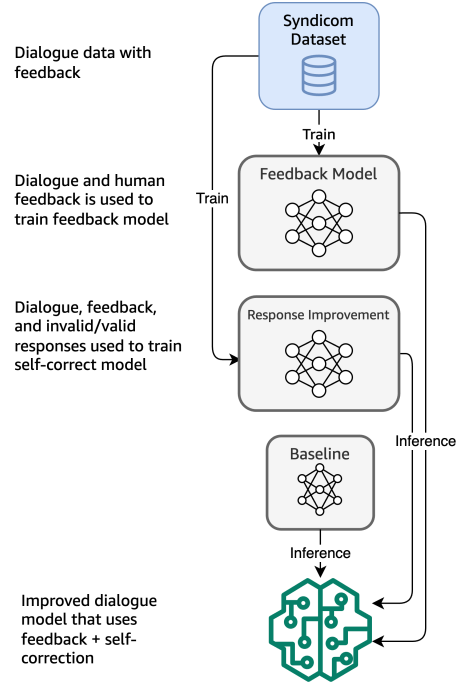 Syndicom
Dataset
Dialogue data with
feedback
Train
Feedback Model
Dialogue and human
feedback is used to
train feedback model
Train
Response Improvement
Dialogue, feedback,
and invalid/valid
responses used to train
self-correct model
Inference
Baseline
Inference
Improved dialogue
model that uses
feedback + self-
correction